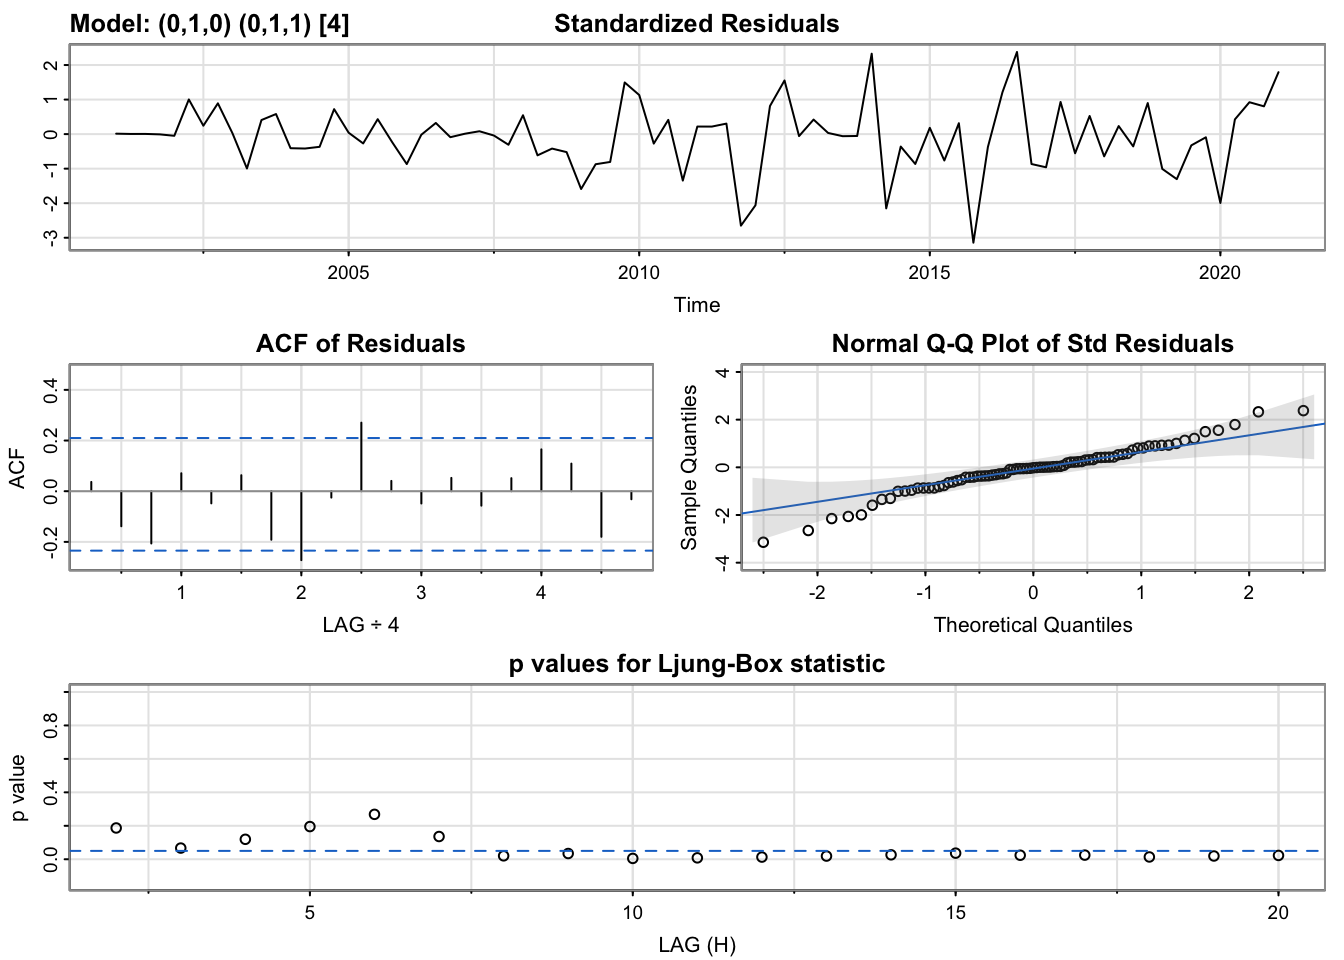 Model: (0,1,0) (0,1,1) [4]
Standardized Residuals
2
1
0
-1
-2
-3
2005 2010 2015 2020
Time
ACF of Residuals
ACF
0.4
0.2
0.0
-0.2
1 2 3 4
LAG ÷ 4
Normal Q-Q Plot of Std Residuals
Sample Quantiles
4
2
0
-2
-4
-2 -1 0 1 2
Theoretical Quantiles
p values for Ljung-Box statistic
p value
0.8
0.4
0.0
5 10 15 20
LAG (H)